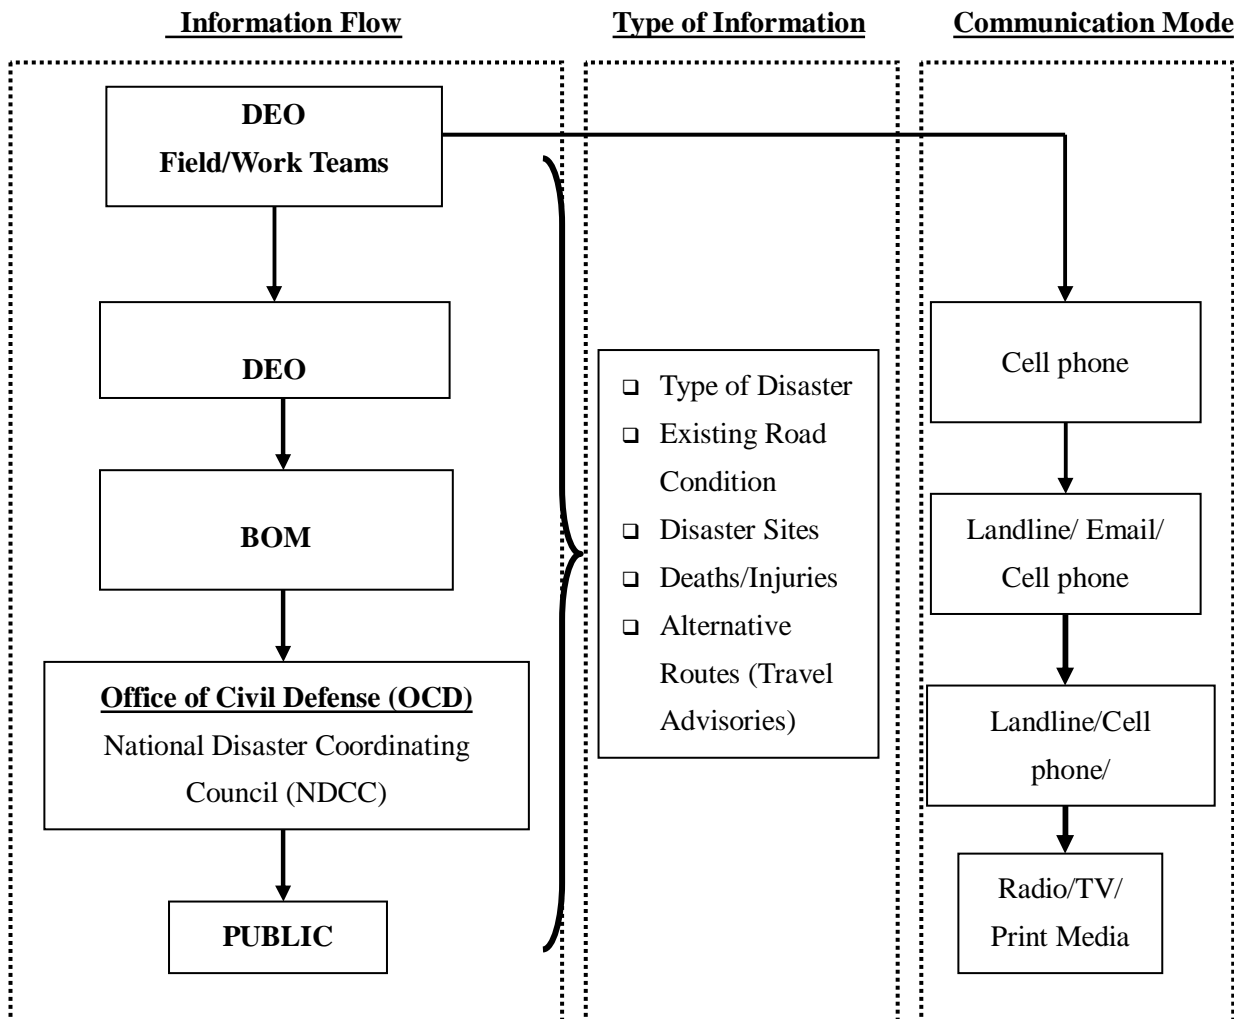 Information Flow
Type of Information
Communication Mode
DEO
Field/Work Teams
DEO
BOM
Office of Civil Defense (OCD)
National Disaster Coordinating
Council (NDCC)
PUBLIC
❑ Type of Disaster
❑ Existing Road
Condition
❑ Disaster Sites
❑ Deaths/Injuries
❑ Alternative
Routes (Travel
Advisories)
Cell phone
Landline/ Email/
Cell phone
Landline/Cell
phone/
Radio/TV/
Print Media